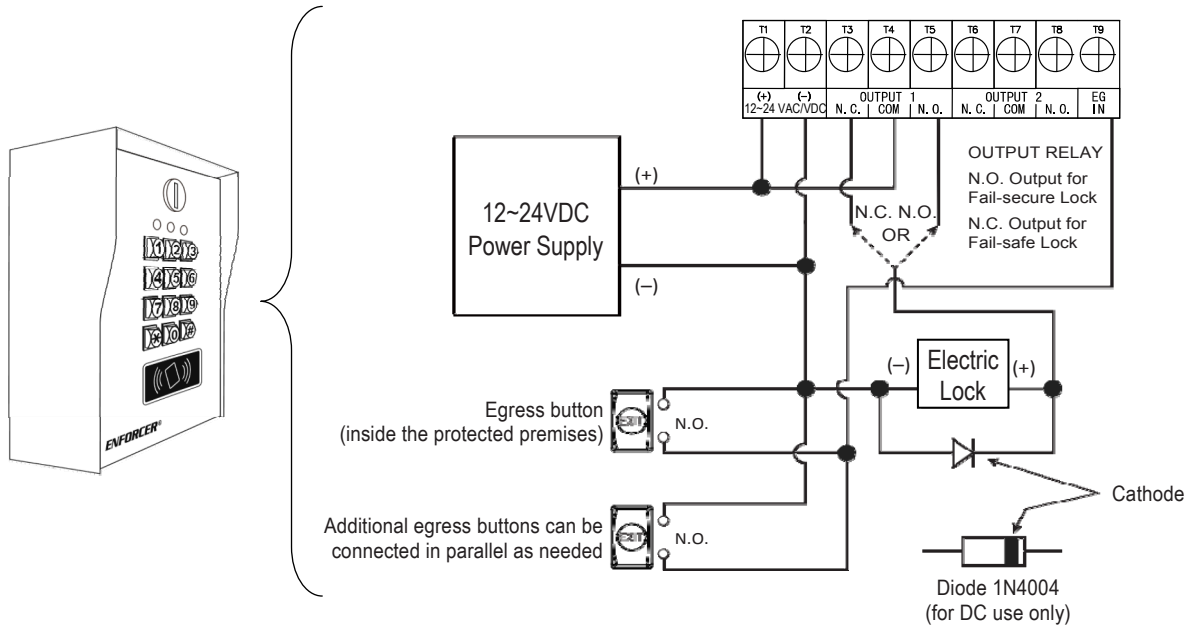 T1 T2 T3 T4 T5 T6 T7 T8 T9
(+) (–) OUTPUT 1 OUTPUT 2 EG
12~24 VAC/VDC N.C. COM N.O. N.C. COM N.O. IN
OUTPUT RELAY
N.O. Output for
Fail-secure Lock
N.C. Output for
Fail-safe Lock
12~24VDC
Power Supply
(+)
(–)
N.C. N.O.
OR
1 2 3
4 5 6
7 8 9
* 0 #
ENFORCER®
(–)
Electric
Lock
(+)
Egress button
(inside the protected premises)
EXIT
N.O.
Additional egress buttons can be
connected in parallel as needed
EXIT
N.O.
Cathode
Diode 1N4004
(for DC use only)